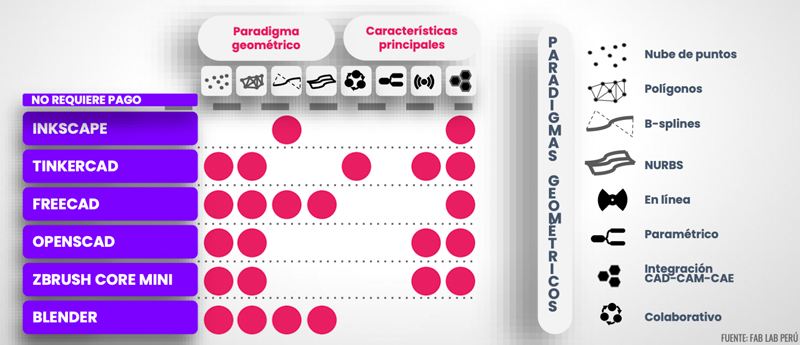 Paradigma
geométrico
Características
principales
NO REQUIERE PAGO
INKSCAPE
TINKERCAD
FREECAD
OPENSCAD
ZBRUSH CORE MINI
BLENDER
PARADIGMAS GEOMÉTRICOS
Nube de puntos
Polígonos
B-splines
NURBS
En línea
Paramétrico
Integración
CAD-CAM-CAE
Colaborativo
FUENTE: FAB LAB PERÚ